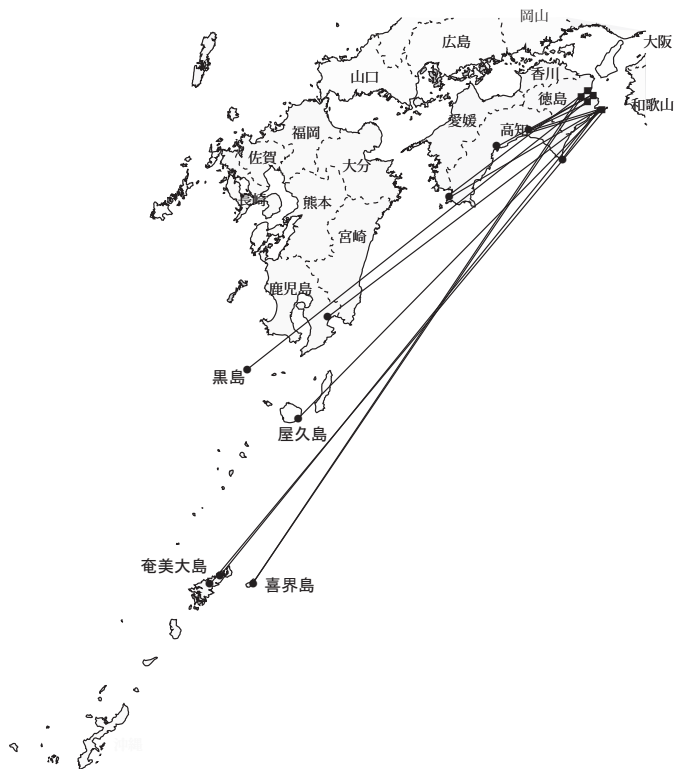 岡山
広島
大阪
山口
香川
徳島
和歌山
愛媛
高知
福岡
佐賀
大分
長崎
熊本
宮崎
鹿児島
黒島
屋久島
奄美大島
喜界島
沖縄